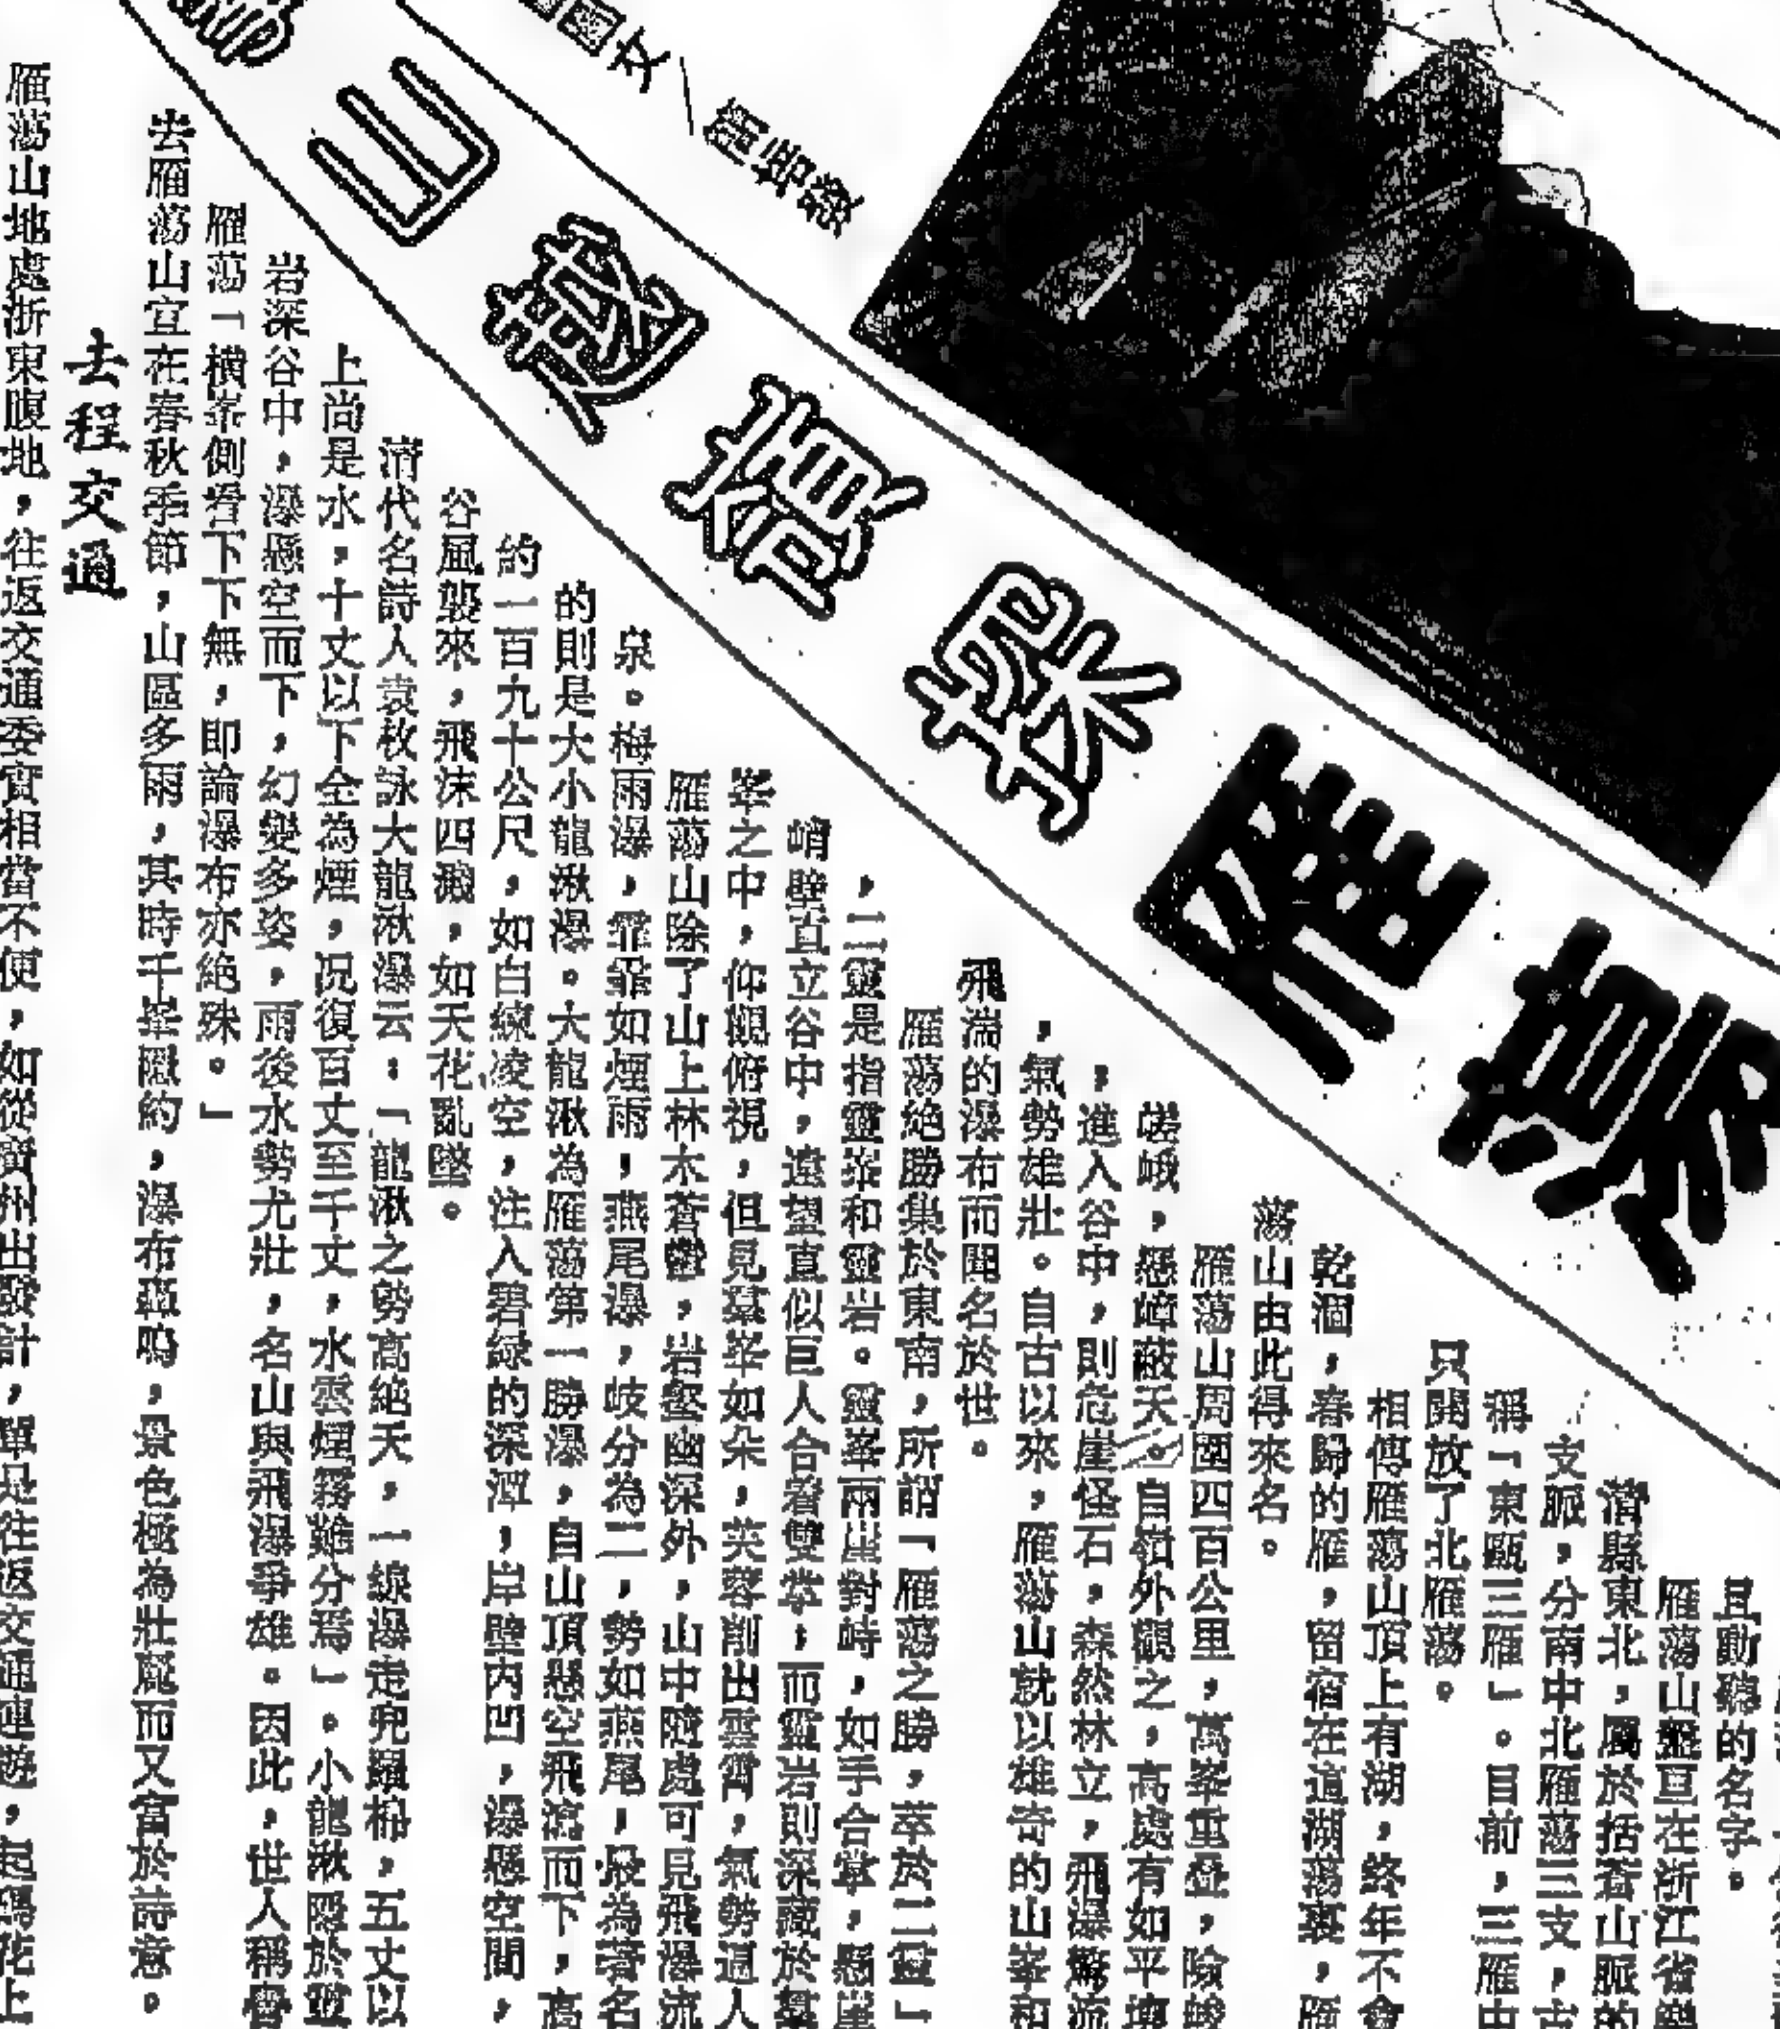 山越探雁蕩
圖文／簡培發
且動聽的名字。
雁蕩山盤亘在浙江省樂
清縣東北，屬於括蒼山脈的
支脈，分南中北雁蕩三支，古
稱「東甌三雁」。目前，三雁中
只開放了北雁蕩。
相傳雁蕩山頂上有湖，終年不會
乾涸，春歸的雁，留宿在這湖蕩裏，雁
蕩山由此得來名。
雁蕩山周圍四百公里，萬峯重疊，險峻
嵯峨，懸嶂蔽天。自嶺外觀之，高處有如平壤
，進入谷中，則危崖怪石，森然林立，飛瀑驚流
，氣勢雄壯。自古以來，雁蕩山就以雄奇的山峯和
飛湍的瀑布而聞名於世。
雁蕩絶勝集於東南，所謂「雁蕩之勝，萃於二靈」
，二靈是指靈峯和靈岩。靈峯兩崖對峙，如手合掌，懸崖
峭壁直立谷中，遠望直似巨人合着雙掌，而靈岩則深藏於羣
峯之中，仰觀俯視，但見羣峯如朵，芙蓉削出雲霄，氣勢逼人
雁蕩山除了山上林木蒼鬱，岩壑幽深外，山中隨處可見飛瀑流
泉。梅雨瀑，霏霏如煙雨，燕尾瀑，岐分為二，勢如燕尾，最為著名
的則是大小龍湫瀑。大龍湫為雁蕩第一勝瀑，自山頂懸空飛瀉而下，高
約一百九十公尺，如白練凌空，注入碧綠的深潭，岸壁內凹，瀑懸空間，
谷風襲來，飛沫四濺，如天花亂墜。
清代名詩人袁枚詠大龍湫瀑云：「龍湫之勢高絶天，一線瀑走兜羅棉，五丈以
上尚是水，十丈以下全為煙，況復百丈至千丈，水雲煙霧難分焉」。小龍湫隱於靈
岩深谷中，瀑懸空而下，幻變多姿，雨後水勢尤壯，名山與飛瀑爭雄。因此，世人稱譽
雁蕩「橫峯側看下下無，即論瀑布亦絶殊。」
去雁蕩山宜在春秋季節，山區多雨，其時千峯隱約，瀑布轟鳴，景色極為壯麗而又富於詩意。
去程交通
雁蕩山地處浙東腹地，往返交通委實相當不便，如從廣州出發計，單是往返交通連遊，起碼花上